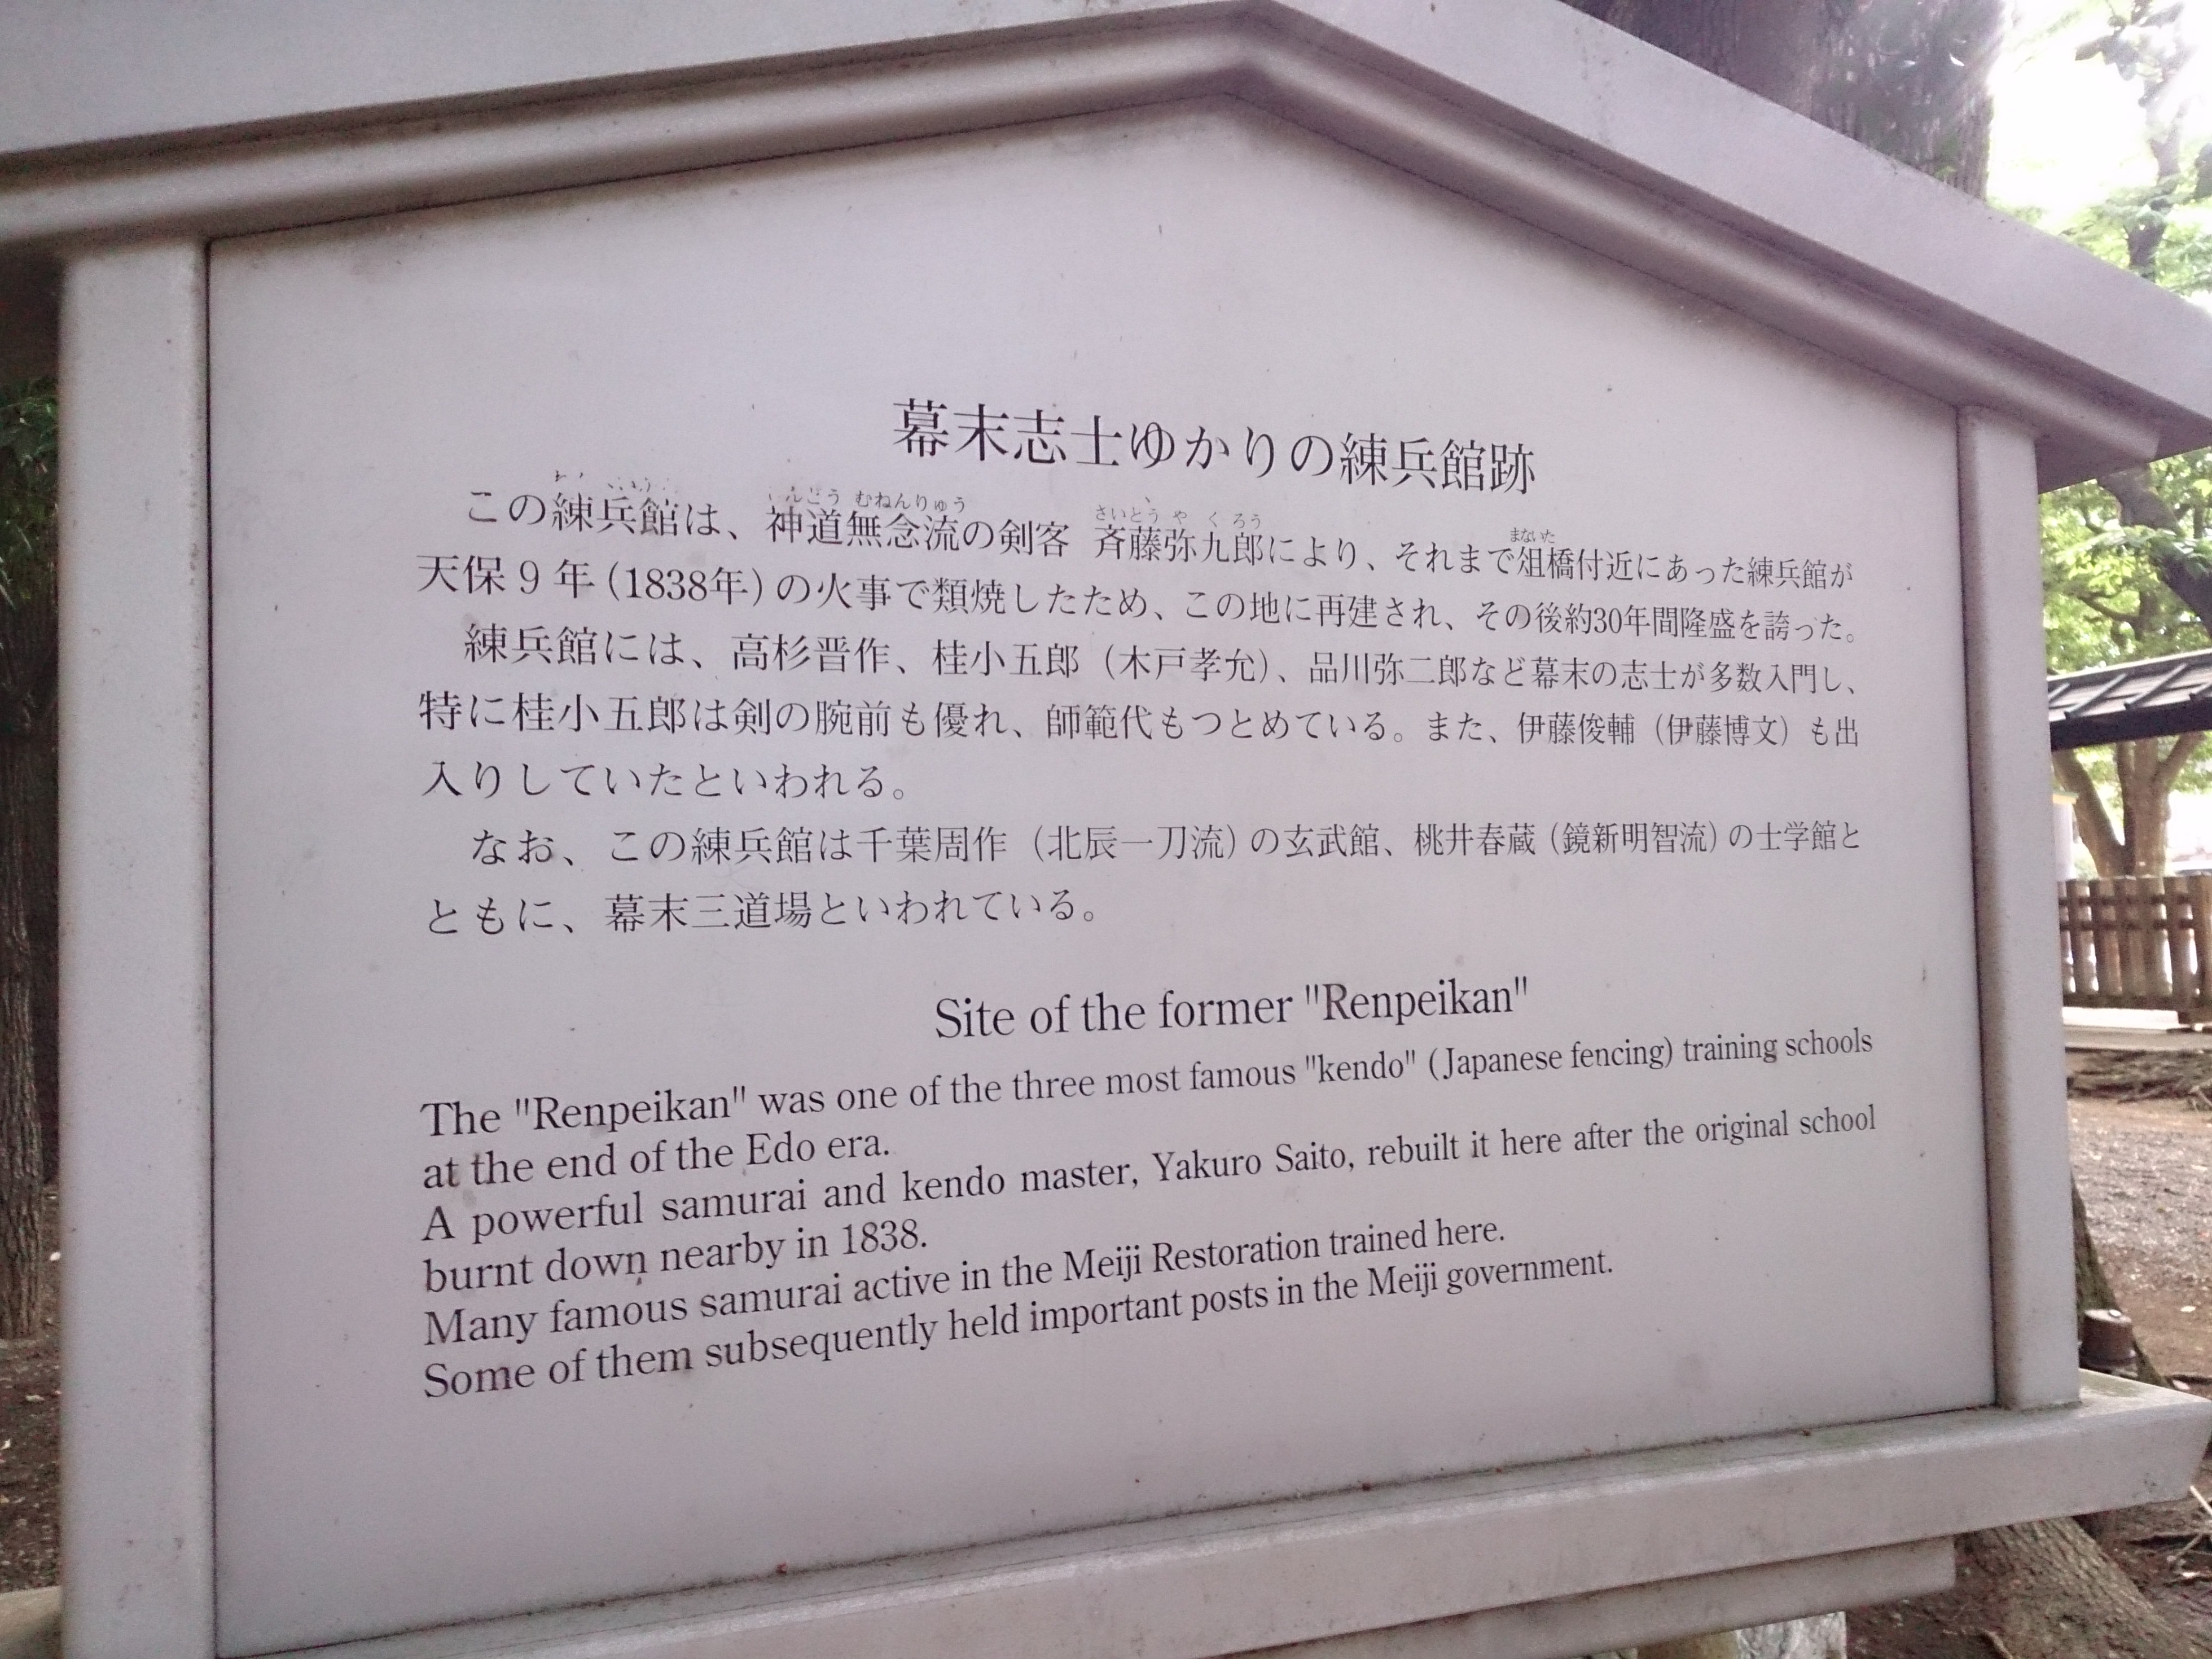 幕末志士ゆかりの練兵館跡
この練兵館は、神道無念流の剣客 斉藤弥九郎により、それまで俎橋付近にあった練兵館が
天保9年(1838年)の火事で類焼したため、この地に再建され、その後約30年間隆盛を誇った。
練兵館には、高杉晋作、桂小五郎（木戸孝允）、品川弥二郎など幕末の志士が多数入門し、
特に桂小五郎は剣の腕前も優れ、師範代もつとめている。また、伊藤俊輔（伊藤博文）も出
入りしていたといわれる。
なお、この練兵館は千葉周作（北辰一刀流）の玄武館、桃井春蔵（鏡新明智流）の士学館と
ともに、幕末三道場といわれている。
Site of the former "Renpeikan"
The "Renpeikan" was one of the three most famous "kendo" (Japanese fencing) training schools
at the end of the Edo era.
A powerful samurai and kendo master, Yakuro Saito, rebuilt it here after the original school
burnt down nearby in 1838.
Many famous samurai active in the Meiji Restoration trained here.
Some of them subsequently held important posts in the Meiji government.